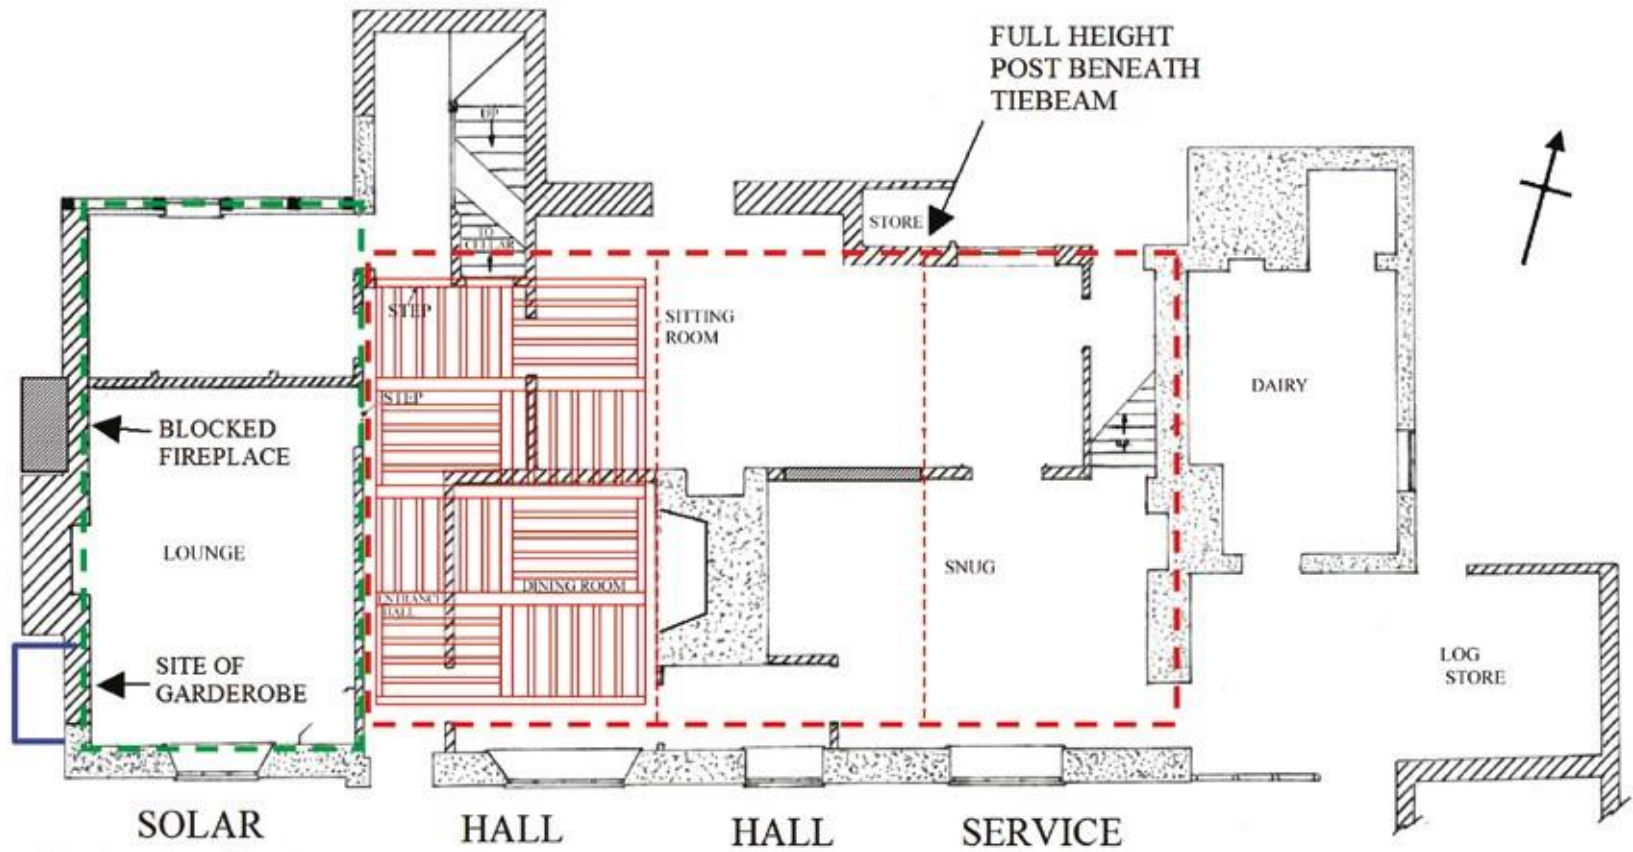 FULL HEIGHT
POST BENEATH
TIEBEAM
UP
STORE
TO
CELLAR
STEP
SITTING
ROOM
STEP
DAIRY
BLOCKED
FIREPLACE
LOUNGE
SNUG
DINING ROOM
ENTRANCE
HALL
SITE OF
GARDEROBE
LOG
STORE
SOLAR
HALL
HALL
SERVICE